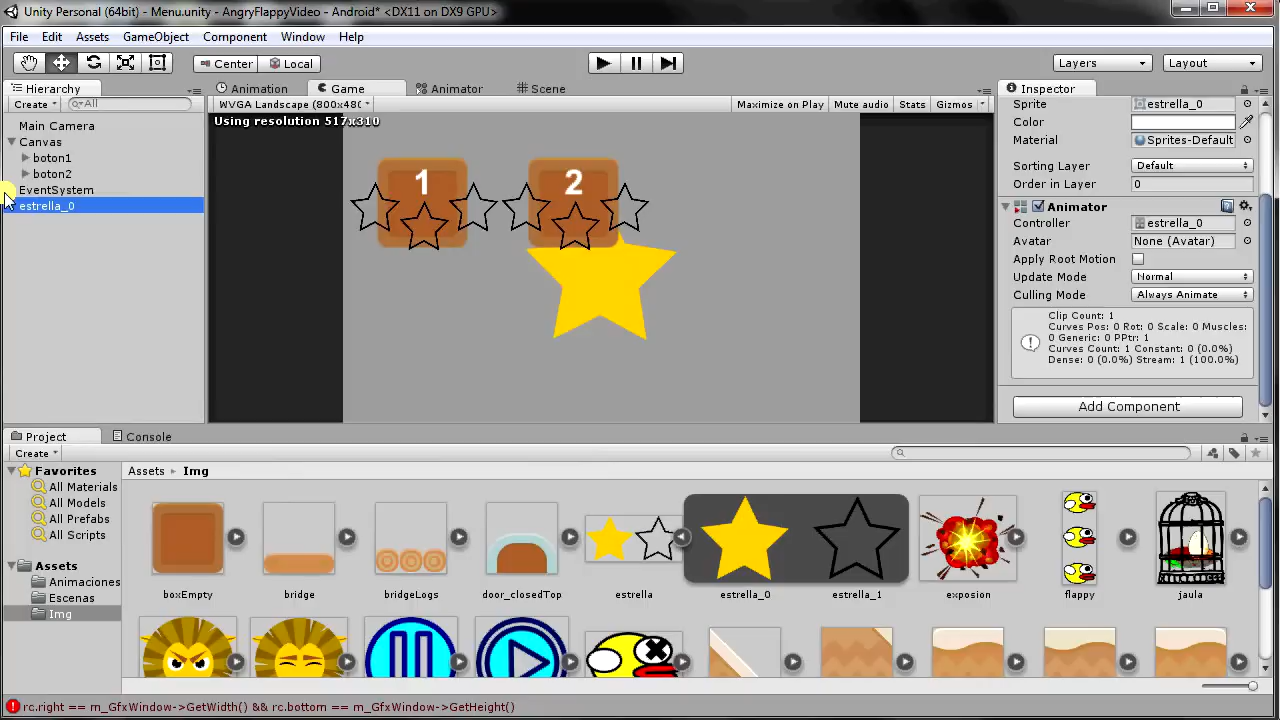 Unity Personal (64bit) - Menu.unity - AngryFlappyVideo - Android* <DX11 on DX9 GPU>
File Edit Assets GameObject Component Window Help
Center Local Layers Layout
Hierarchy Animation Game Animator Scene Inspector
Create All WVGA Landscape (800x480 Maximize on Play Mute audio Stats Gizmos
Using resolution 517x310
Main Camera
Canvas
boton1
boton2
EventSystem
estrella_0
1 2
Sprite estrella_0
Color
Material Sprites-Default
Sorting Layer Default
Order in Layer 0
Animator
Controller estrella_0
Avatar None (Avatar)
Apply Root Motion
Update Mode Normal
Culling Mode Always Animate
Clip Count: 1
Curves Pos: 0 Rot: 0 Scale: 0 Muscles:
0 Generic: 0 PPtr: 1
Curves Count: 1 Constant: 0 (0.0%)
Dense: 0 (0.0%) Stream: 1 (100.0%)
Add Component
Project Console
Create
Favorites
All Materials
All Models
All Prefabs
All Scripts
Assets
Animaciones
Escenas
Img
Assets Img
boxEmpty bridge bridgeLogs door_closedTop estrella estrella_0 estrella_1 exposion flappy jaula
rc.right == m_GfxWindow->GetWidth() && rc.bottom == m_GfxWindow->GetHeight()